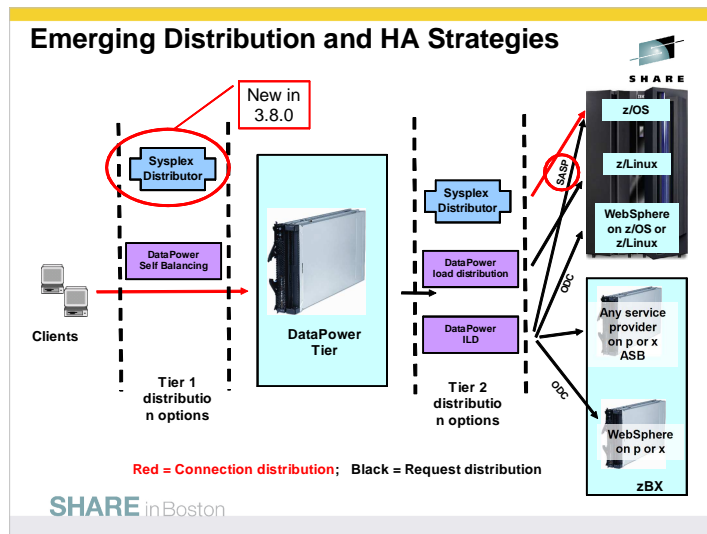 Emerging Distribution and HA Strategies
SHARE
New in
3.8.0
Sysplex
Distributor
DataPower
Self Balancing
Clients
Tier 1
distributio
n options
DataPower
Tier
Sysplex
Distributor
DataPower
load distribution
DataPower
ILD
Tier 2
distributio
n options
SASP
ODC
ODC
z/OS
z/Linux
WebSphere
on z/OS or
z/Linux
Any service
provider
on p or x
ASB
WebSphere
on p or x
zBX
Red = Connection distribution; Black = Request distribution
SHARE in Boston